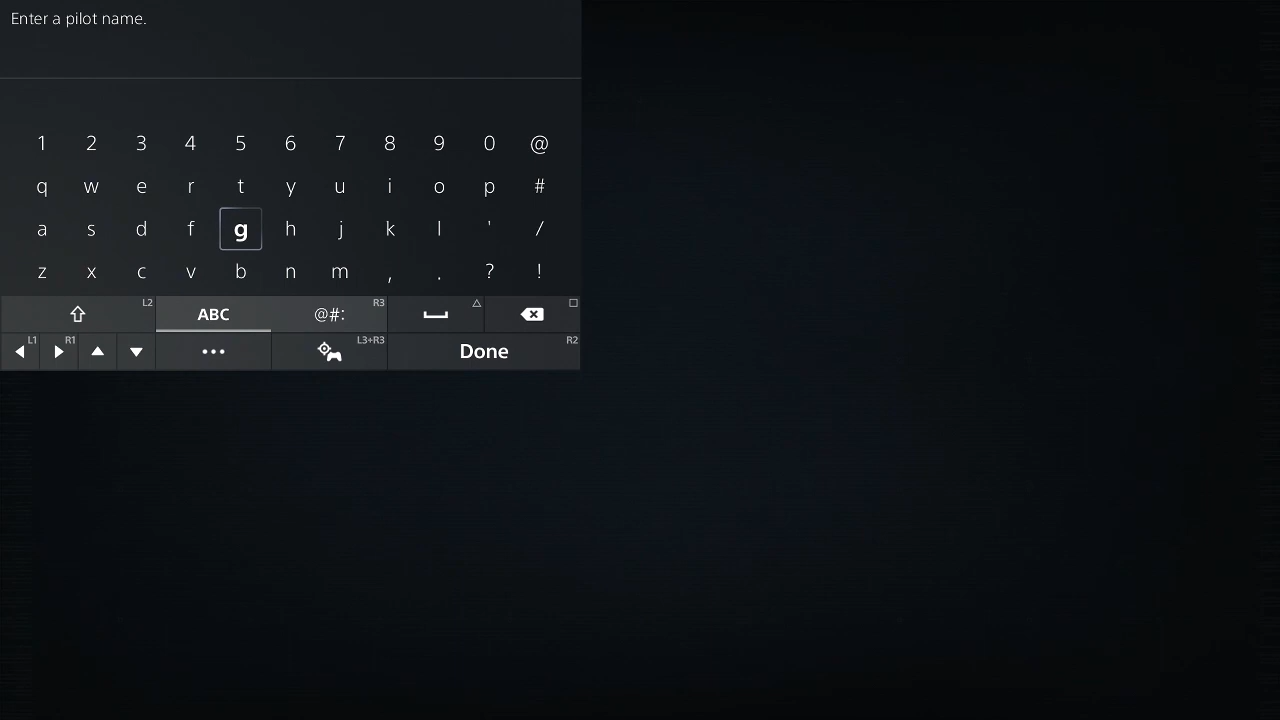 Enter a pilot name.
1 2 3 4 5 6 7 8 9 0 @
q w e r t y u i o p #
a s d f g h j k l ' /
z x c v b n m , . ? !
L2 ABC @#: R3 △ □
L1 R1 ... L3+R3 Done R2